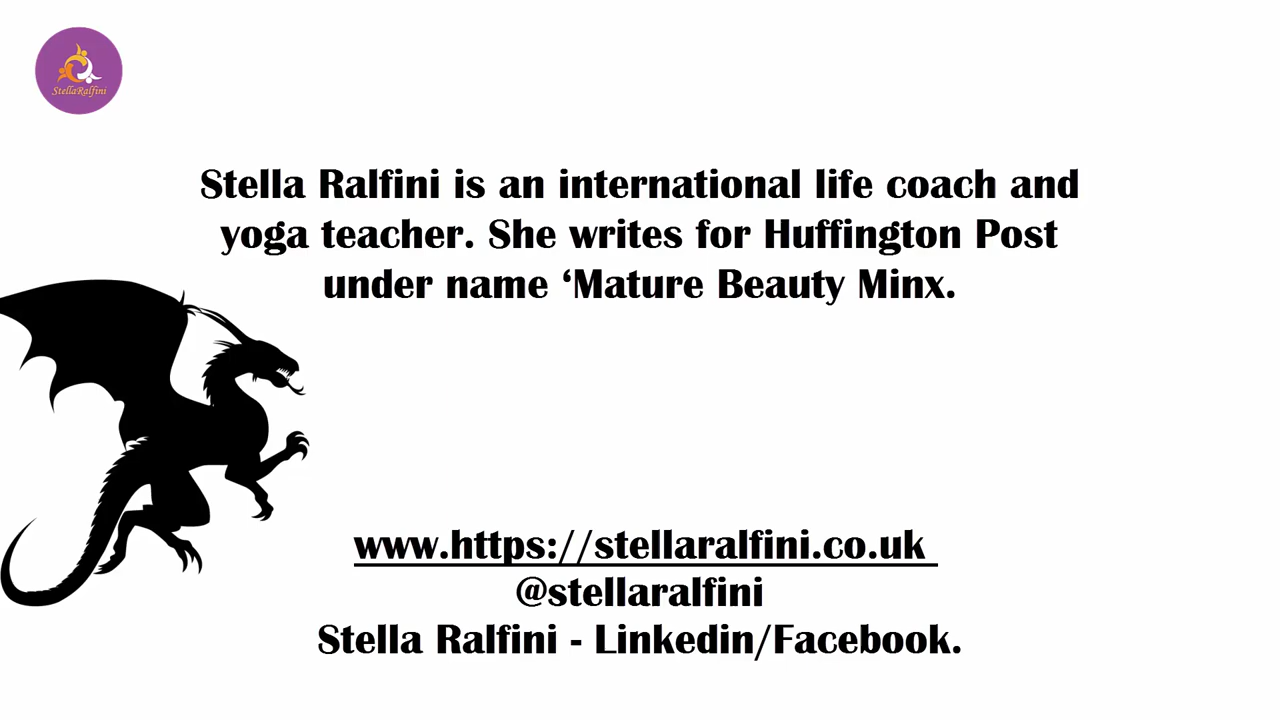 StellaRalfini
Stella Ralfini is an international life coach and
yoga teacher. She writes for Huffington Post
under name ‘Mature Beauty Minx.
www.https://stellaralfini.co.uk
@stellaralfini
Stella Ralfini - Linkedin/Facebook.